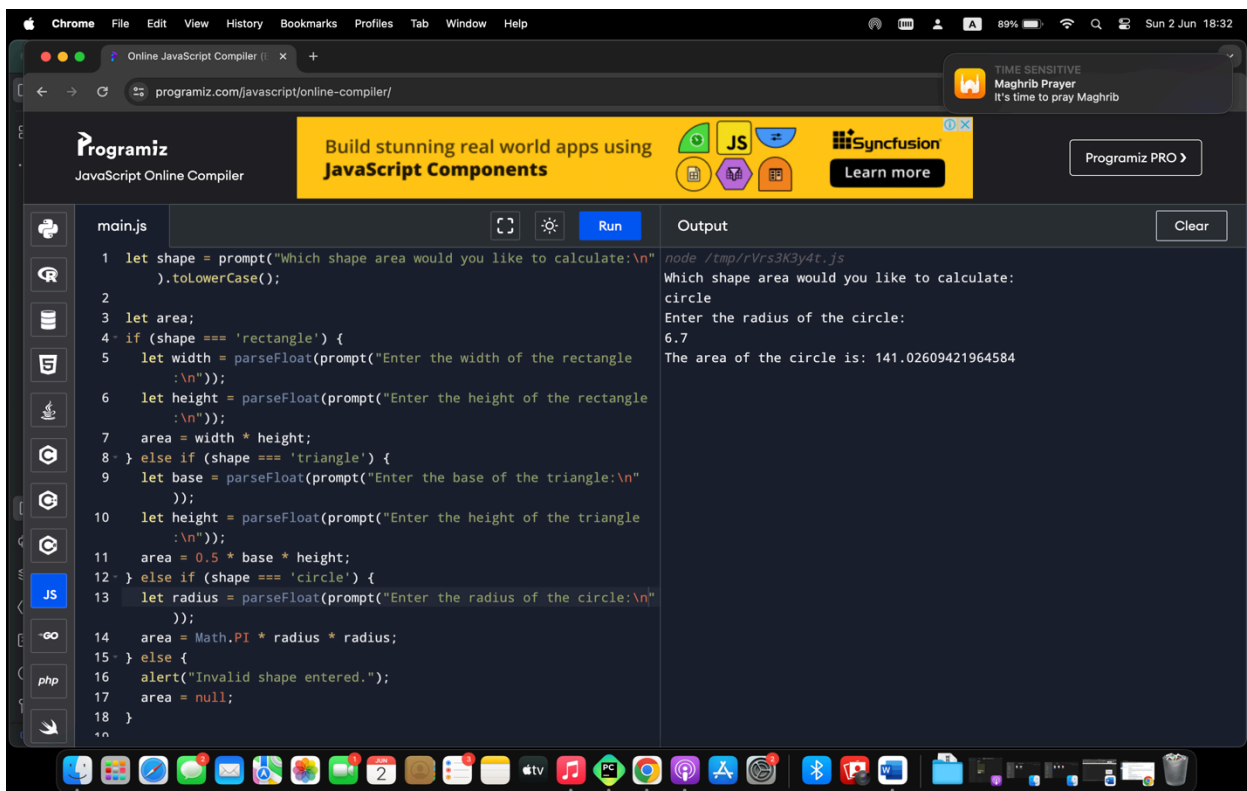 Chrome File Edit View History Bookmarks Profiles Tab Window Help A 89% Sun 2 Jun 18:32
Online JavaScript Compiler (
programiz.com/javascript/online-compiler/
TIME SENSITIVE
Maghrib Prayer
It's time to pray Maghrib
Programiz
JavaScript Online Compiler
Build stunning real world apps using
JavaScript Components
JS
Syncfusion
Learn more
Programiz PRO
main.js
Run
Output
Clear
1 let shape = prompt("Which shape area would you like to calculate:\n"
).toLowerCase();
2
3 let area;
4 if (shape === 'rectangle') {
5 let width = parseFloat(prompt("Enter the width of the rectangle
:\n"));
6 let height = parseFloat(prompt("Enter the height of the rectangle
:\n"));
7 area = width * height;
8 } else if (shape === 'triangle') {
9 let base = parseFloat(prompt("Enter the base of the triangle:\n"
));
10 let height = parseFloat(prompt("Enter the height of the triangle
:\n"));
11 area = 0.5 * base * height;
12 } else if (shape === 'circle') {
13 let radius = parseFloat(prompt("Enter the radius of the circle:\n"
));
14 area = Math.PI * radius * radius;
15 } else {
16 alert("Invalid shape entered.");
17 area = null;
18 }
node /tmp/rVrs3K3y4t.js
Which shape area would you like to calculate:
circle
Enter the radius of the circle:
6.7
The area of the circle is: 141.02609421964584
R
5
C
C
C
JS
GO
php
2
1
JUN
2
3
tv
PC
2
W